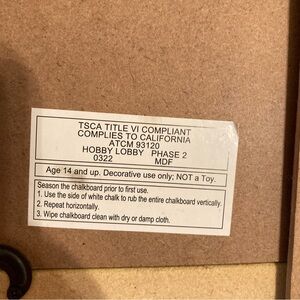 TSCA TITLE VI COMPLIANT
COMPLIES TO CALIFORNIA
ATCM 93120
HOBBY LOBBY PHASE 2
0322 MDF
Age 14 and up. Decorative use only; NOT a Toy.
Season the chalkboard prior to first use.
1. Use the side of white chalk to rub the entire chalkboard vertically.
2. Repeat horizontally.
3. Wipe chalkboard clean with dry or damp cloth.